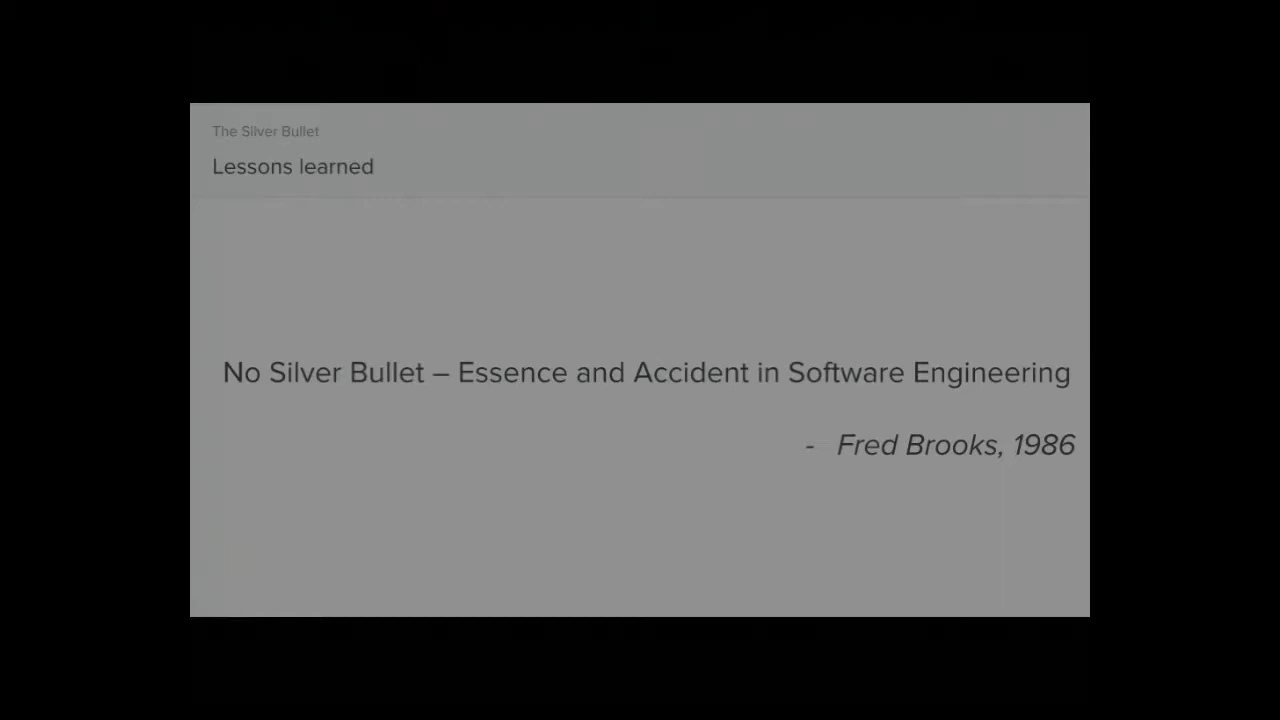 The Silver Bullet
Lessons learned
No Silver Bullet – Essence and Accident in Software Engineering
- Fred Brooks, 1986